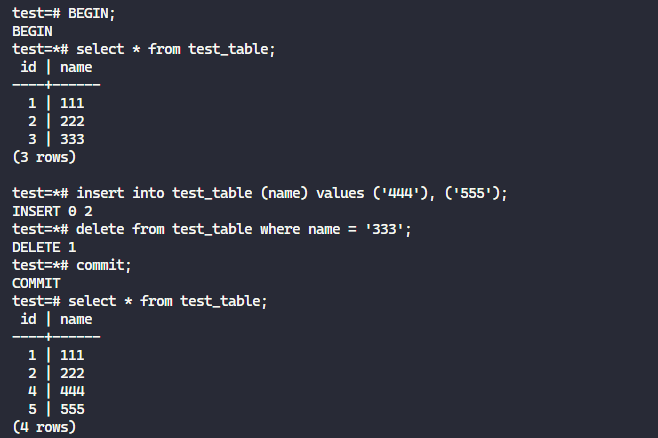 test=# BEGIN;
BEGIN
test=*# select * from test_table;
 id | name
----+------
  1 | 111
  2 | 222
  3 | 333
(3 rows)

test=*# insert into test_table (name) values ('444'), ('555');
INSERT 0 2
test=*# delete from test_table where name = '333';
DELETE 1
test=*# commit;
COMMIT
test=# select * from test_table;
 id | name
----+------
  1 | 111
  2 | 222
  4 | 444
  5 | 555
(4 rows)